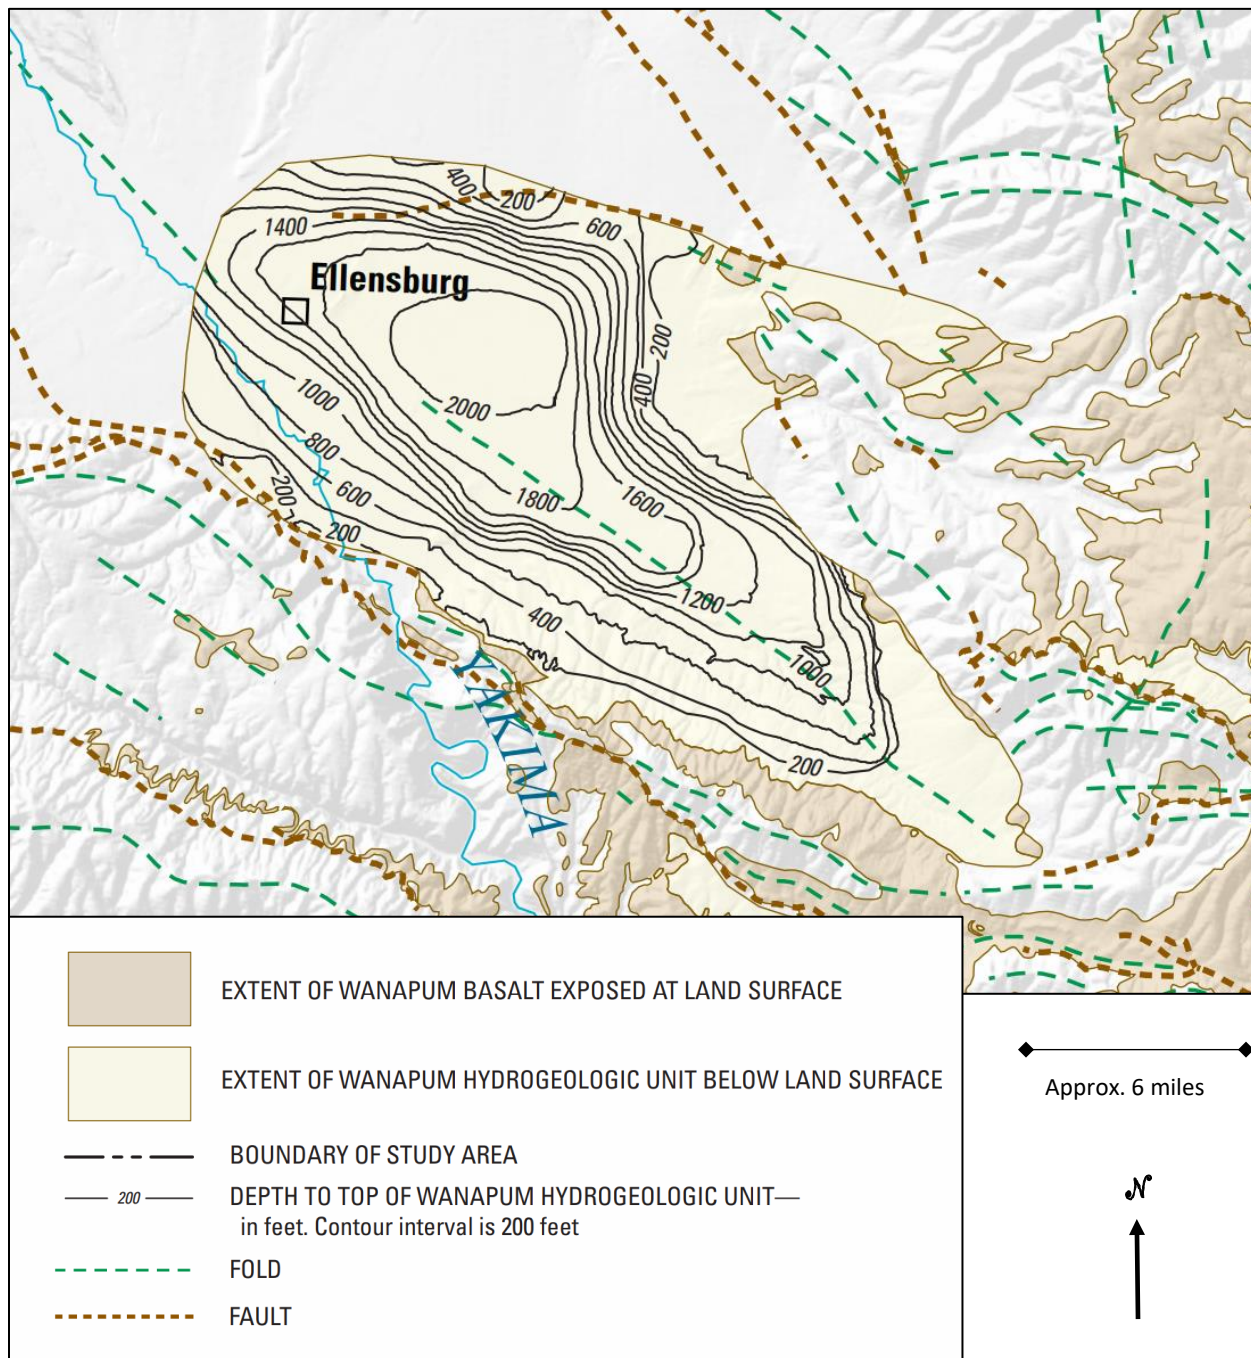 400
200
600
1400
Ellensburg
200
400
1000
2000
800
200
600
1800
1600
200
1200
400
1000
YAKIMA
200
EXTENT OF WANAPUM BASALT EXPOSED AT LAND SURFACE
EXTENT OF WANAPUM HYDROGEOLOGIC UNIT BELOW LAND SURFACE
BOUNDARY OF STUDY AREA
200 DEPTH TO TOP OF WANAPUM HYDROGEOLOGIC UNIT—
in feet. Contour interval is 200 feet
FOLD
FAULT
Approx. 6 miles
N